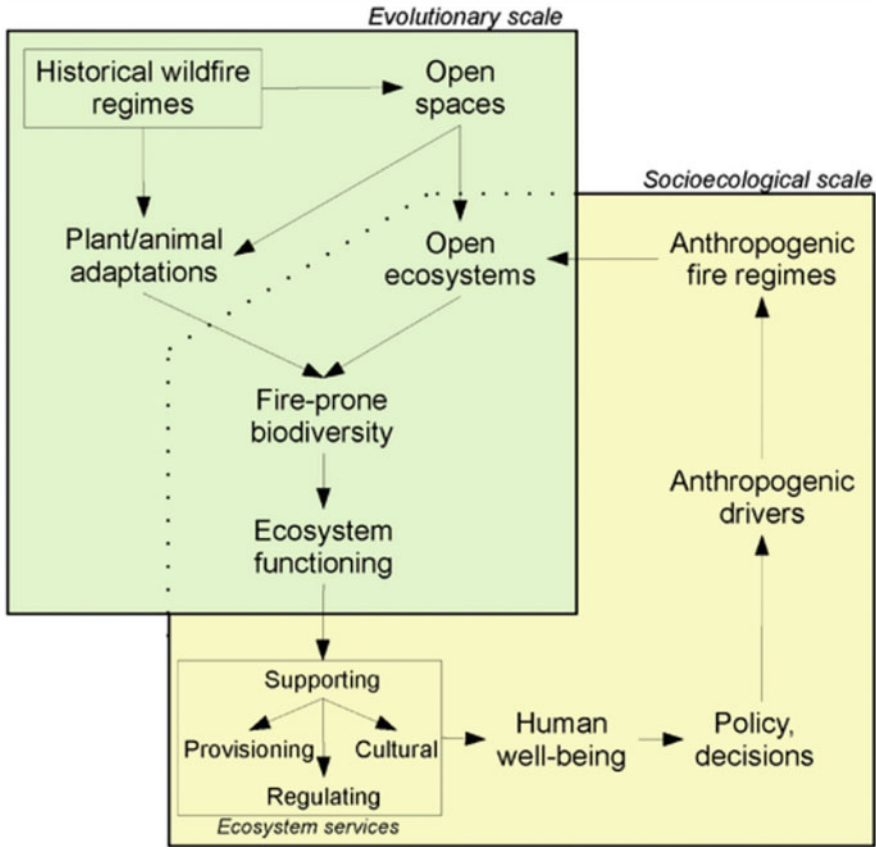 Evolutionary scale
Historical wildfire
regimes
Open
spaces
Socioecological scale
Plant/animal
adaptations
Open
ecosystems
Anthropogenic
fire regimes
Fire-prone
biodiversity
Anthropogenic
drivers
Ecosystem
functioning
Supporting
Provisioning
Cultural
Regulating
Ecosystem services
Human
well-being
Policy,
decisions